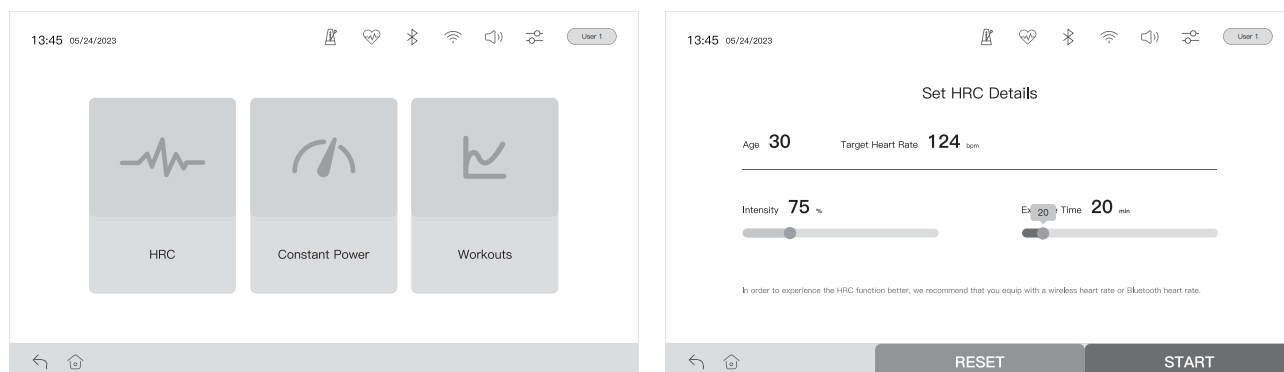 13:45 05/24/2023
User 1
HRC
Constant Power
Workouts
13:45 05/24/2023
User 1
Set HRC Details
Age 30 Target Heart Rate 124 bpm
Intensity 75 %
20 Time 20 min
In order to experience the HRC function better, we recommend that you equip with a wireless heart rate or Bluetooth heart rate.
RESET
START